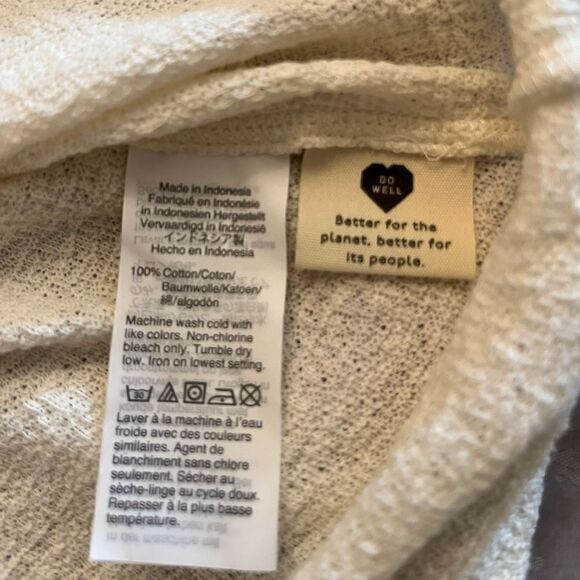 Made in Indonesia
Fabriqué en Indonésie
in Indonesien Hergestellt
Vervaardigd in Indonesië
インドネシア製
Hecho en Indonesia
100% Cotton/Coton/
Baumwolle/Katoen/
綿/algodón
Machine wash cold with
like colors. Non-chlorine
bleach only. Tumble dry
low. Iron on lowest setting.
30
Laver à la machine à l'eau
froide avec des couleurs
similaires. Agent de
blanchiment sans chlore
seulement. Sécher au
sèche-linge au cycle doux.
Repasser à la plus basse
température.
DO
WELL
Better for the
planet, better for
its people.